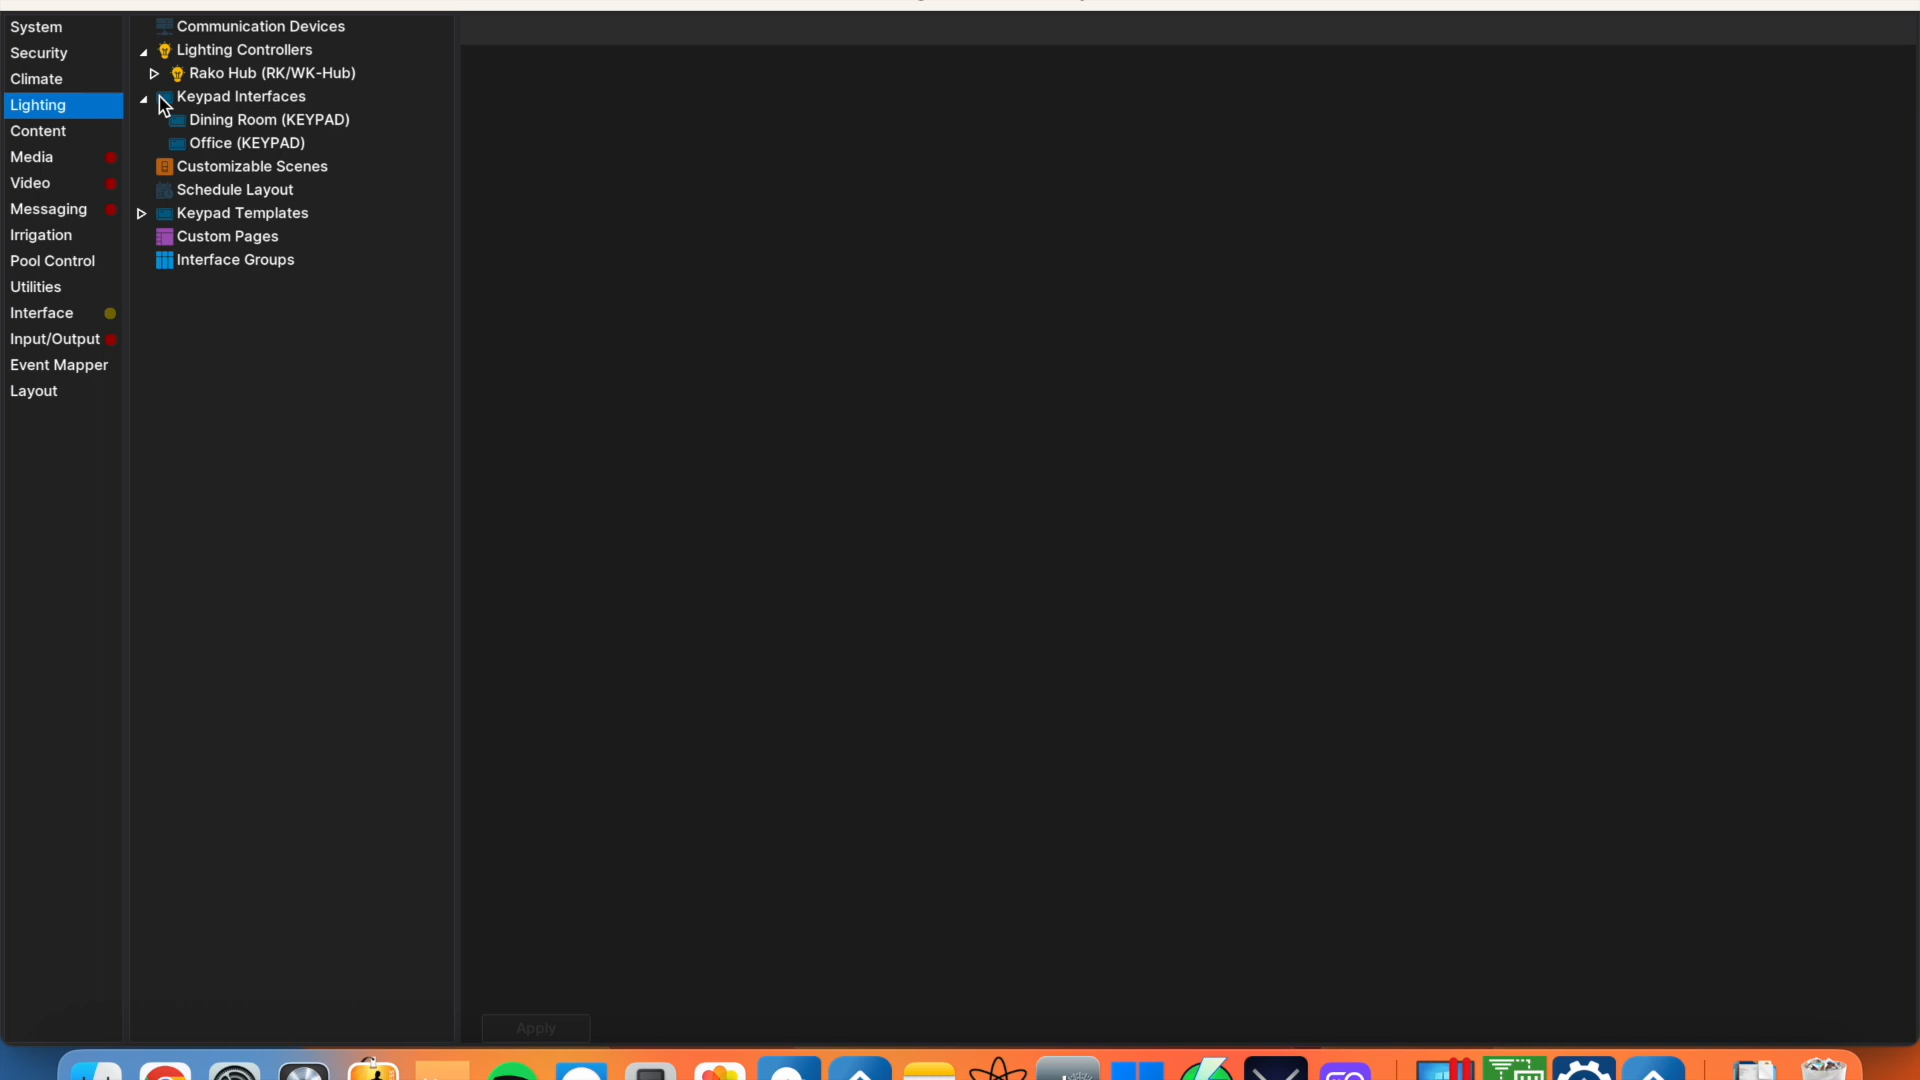 System
Security
Climate
Lighting
Content
Media
Video
Messaging
Irrigation
Pool Control
Utilities
Interface
Input/Output
Event Mapper
Layout
Communication Devices
Lighting Controllers
Rako Hub (RK/WK-Hub)
Keypad Interfaces
Dining Room (KEYPAD)
Office (KEYPAD)
Customizable Scenes
Schedule Layout
Keypad Templates
Custom Pages
Interface Groups
Apply